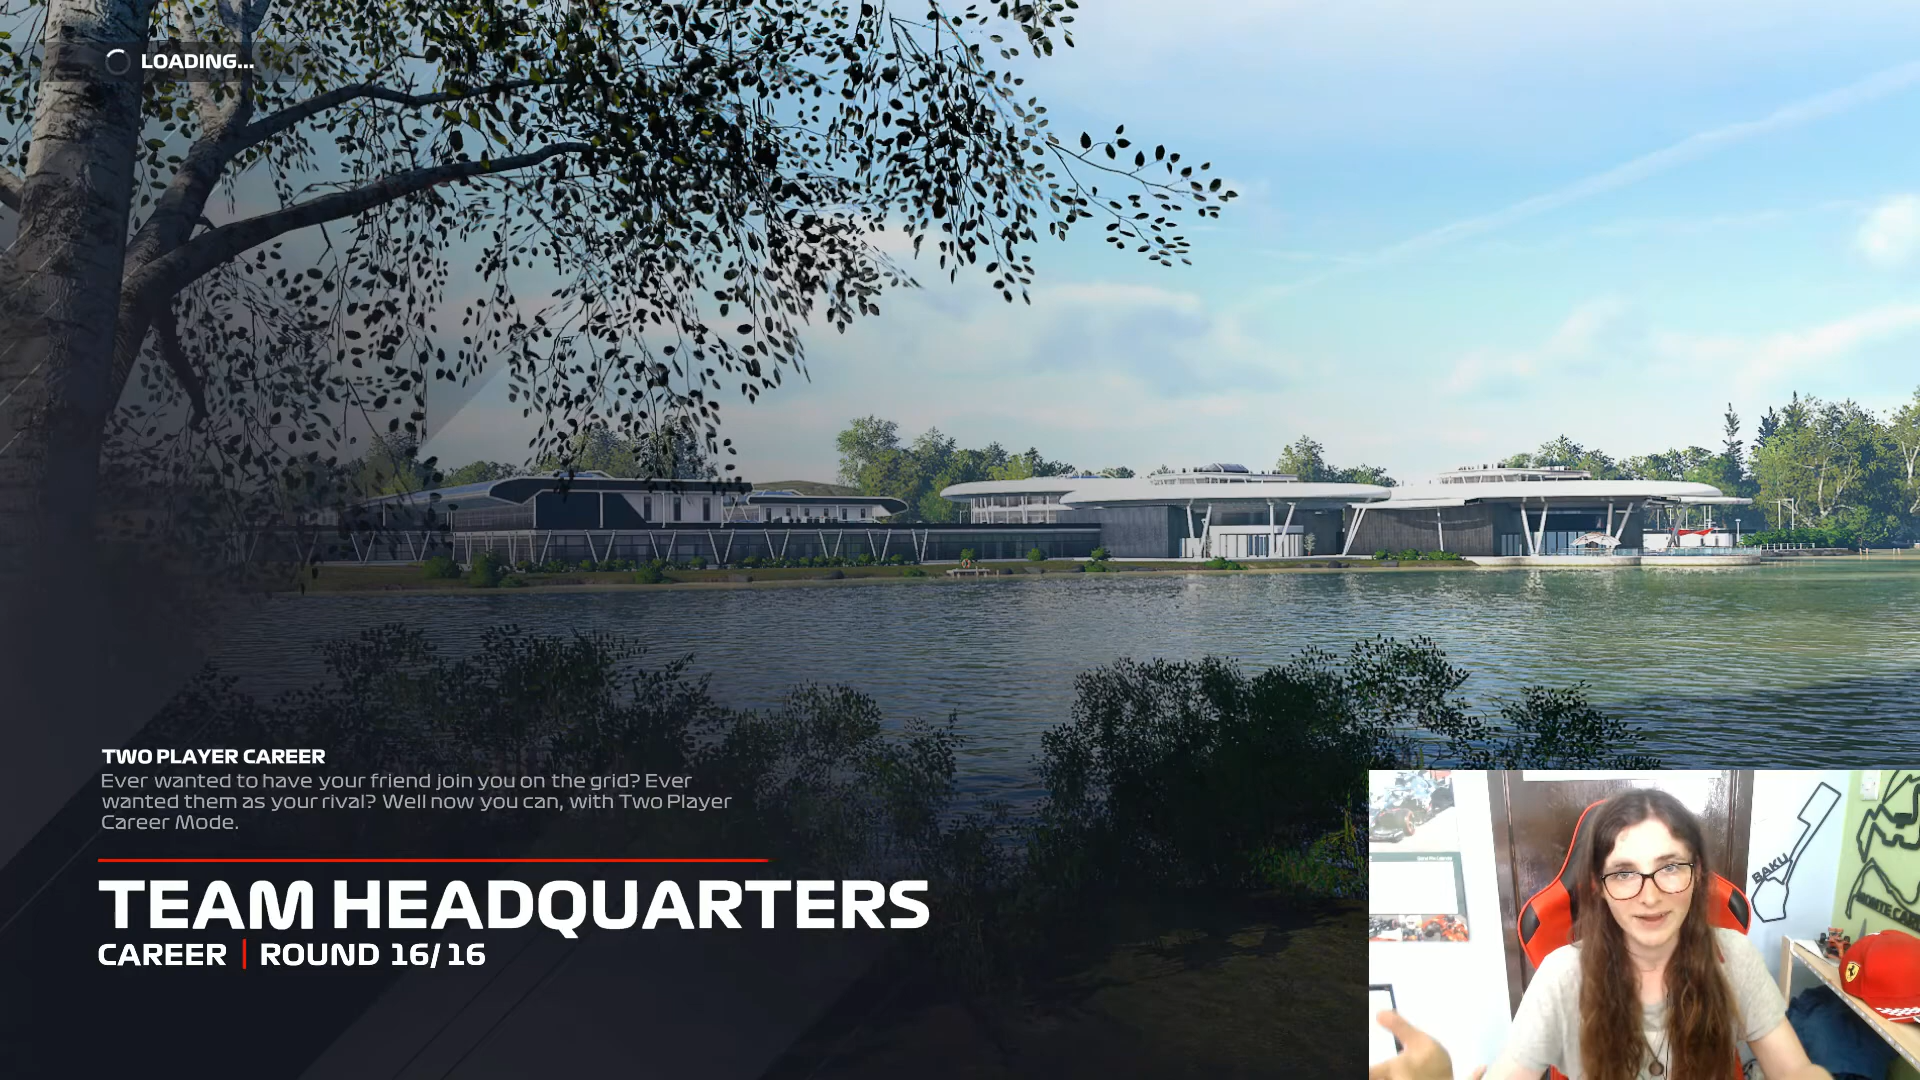 LOADING...
TWO PLAYER CAREER
Ever wanted to have your friend join you on the grid? Ever
wanted them as your rival? Well now you can, with Two Player
Career Mode.
TEAM HEADQUARTERS
CAREER | ROUND 16/16
BAKU